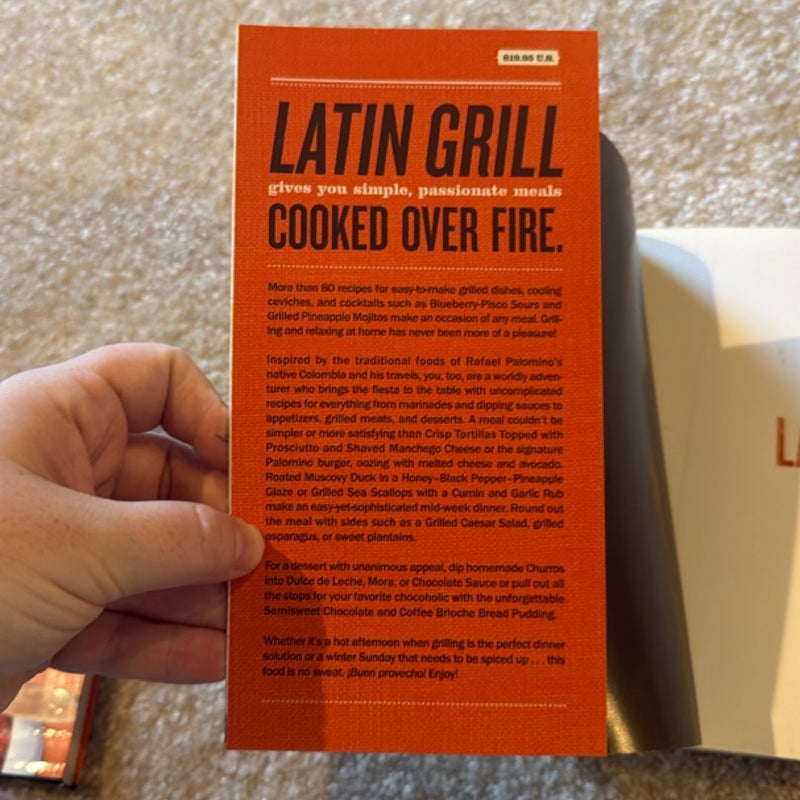 $19.95 U.S.
LATIN GRILL
gives you simple, passionate meals
COOKED OVER FIRE.
More than 80 recipes for easy-to-make grilled dishes, cooling
ceviches, and cocktails such as Blueberry-Pisco Sours and
Grilled Pineapple Mojitos make an occasion of any meal. Grill-
ing and relaxing at home has never been more of a pleasure!
Inspired by the traditional foods of Rafael Palomino's
native Colombia and his travels, you, too, are a worldly adven-
turer who brings the fiesta to the table with uncomplicated
recipes for everything from marinades and dipping sauces to
appetizers, grilled meats, and desserts. A meal couldn't be
simpler or more satisfying than Crisp Tortillas Topped with
Prosciutto and Shaved Manchego Cheese or the signature
Palomino burger, oozing with melted cheese and avocado.
Roated Muscovy Duck in a Honey–Black Pepper–Pineapple
Glaze or Grilled Sea Scallops with a Cumin and Garlic Rub
make an easy-yet-sophisticated mid-week dinner. Round out
the meal with sides such as a Grilled Caesar Salad, grilled
asparagus, or sweet plantains.
For a dessert with unanimous appeal, dip homemade Churros
into Dulce de Leche, Mora, or Chocolate Sauce or pull out all
the stops for your favorite chocoholic with the unforgettable
Semisweet Chocolate and Coffee Brioche Bread Pudding.
Whether it's a hot afternoon when grilling is the perfect dinner
solution or a winter Sunday that needs to be spiced up . . . this
food is no sweat. ¡Buen provecho! Enjoy!